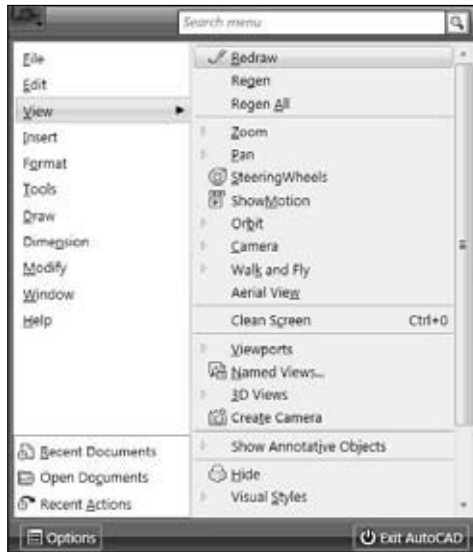 Search menu
File
Edit
View
Insert
Format
Tools
Draw
Dimension
Modify
Window
Help
Recent Documents
Open Documents
Recent Actions
Redraw
Regen
Regen All
Zoom
Pan
SteeringWheels
ShowMotion
Orbit
Camera
Walk and Fly
Aerial View
Clean Screen Ctrl+0
Viewports
Named Views...
3D Views
Create Camera
Show Annotative Objects
Hide
Visual Styles
Options
Exit AutoCAD